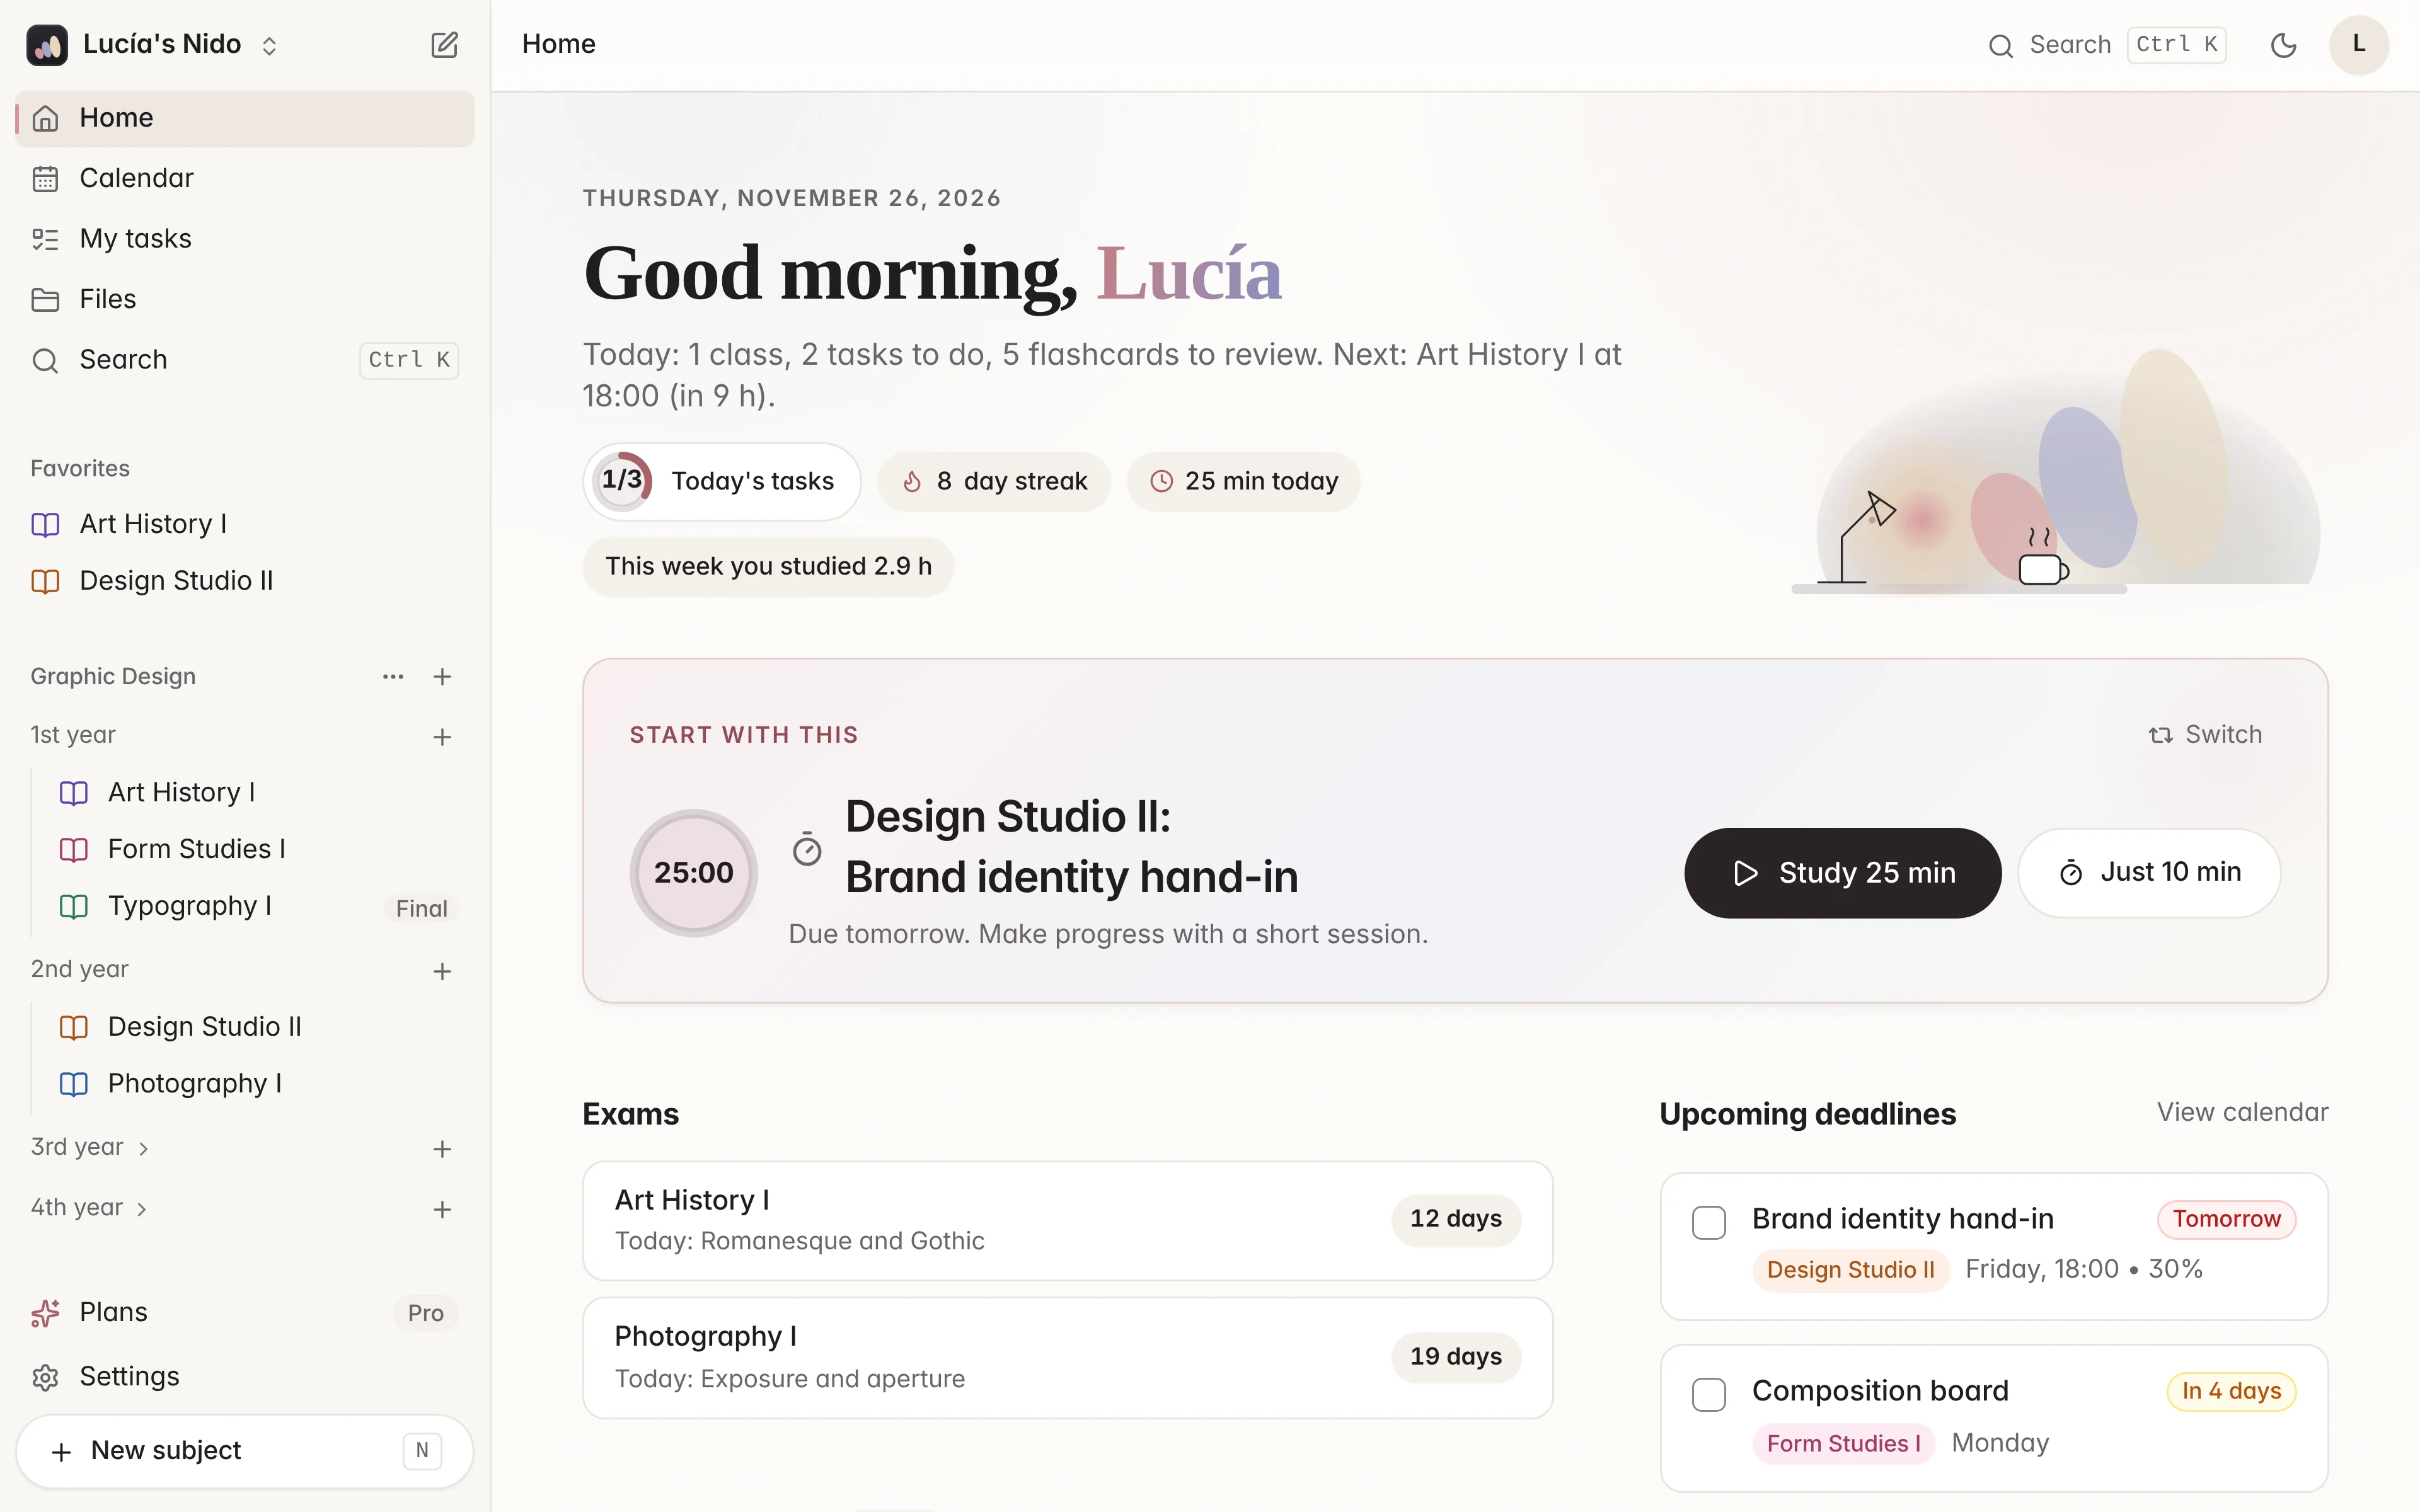 Lucía's Nido
Home
Calendar
My tasks
Files
Search Ctrl K
Favorites
Art History I
Design Studio II
Graphic Design
1st year
Art History I
Form Studies I
Typography I Final
2nd year
Design Studio II
Photography I
3rd year
4th year
Plans Pro
Settings
New subject N
Home
Search Ctrl K
L
THURSDAY, NOVEMBER 26, 2026
Good morning, Lucía
Today: 1 class, 2 tasks to do, 5 flashcards to review. Next: Art History I at
18:00 (in 9 h).
1/3 Today's tasks
8 day streak
25 min today
This week you studied 2.9 h
START WITH THIS
Switch
25:00
Design Studio II:
Brand identity hand-in
Due tomorrow. Make progress with a short session.
Study 25 min
Just 10 min
Exams
Art History I
Today: Romanesque and Gothic
12 days
Photography I
Today: Exposure and aperture
19 days
Upcoming deadlines
View calendar
Brand identity hand-in
Tomorrow
Design Studio II Friday, 18:00 • 30%
Composition board
In 4 days
Form Studies I Monday